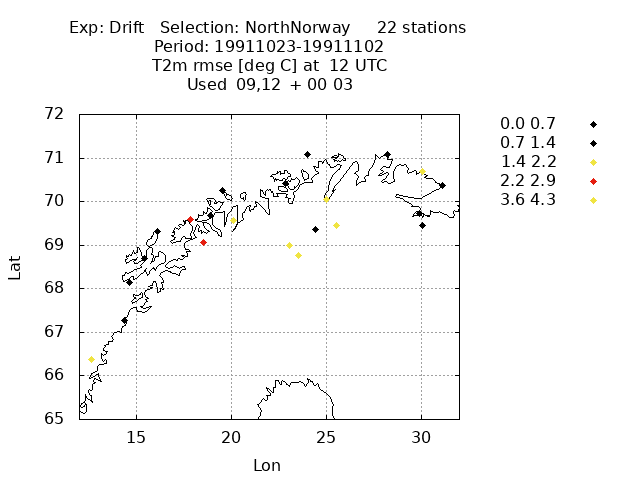 Exp: Drift Selection: NorthNorway 22 stations
Period: 19911023-19911102
T2m rmse [deg C] at 12 UTC
Used 09,12 + 00 03
72
71
70
69
68
67
66
65
15
20
25
30
Lat
Lon
0.0 0.7
0.7 1.4
1.4 2.2
2.2 2.9
3.6 4.3